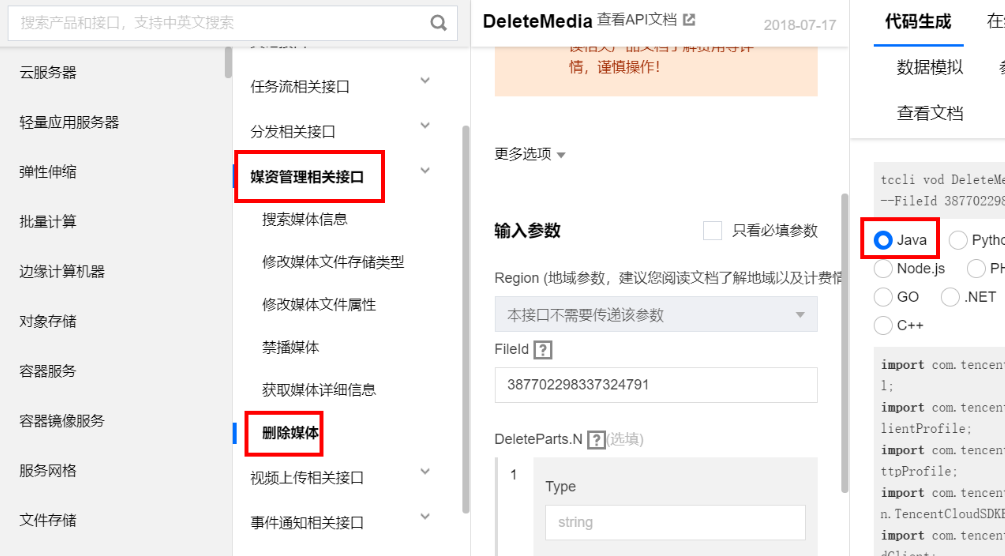 搜索产品和接口，支持中英文搜索
云服务器
轻量应用服务器
弹性伸缩
批量计算
边缘计算机器
对象存储
容器服务
容器镜像服务
服务网格
文件存储
任务流相关接口
分发相关接口
媒资管理相关接口
搜索媒体信息
修改媒体文件存储类型
修改媒体文件属性
禁播媒体
获取媒体详细信息
删除媒体
视频上传相关接口
事件通知相关接口
DeleteMedia 查看API文档
2018-07-17
读相关产品文档了解费用等详
情，谨慎操作！
更多选项
输入参数
只看必填参数
Region (地域参数，建议您阅读文档了解地域以及计费情
本接口不需要传递该参数
FileId ?
387702298337324791
DeleteParts.N ?(选填)
1
Type
string
代码生成 在
数据模拟
查看文档
tccli vod DeleteMe
--FileId 38770229
Java Pytho
Node.js PH
GO .NET
C++
import com.tencent
l;
import com.tencent
lientProfile;
import com.tencent
ttpProfile;
import com.tencent
n.TencentCloudSDKE
import com.tencent
dClient;